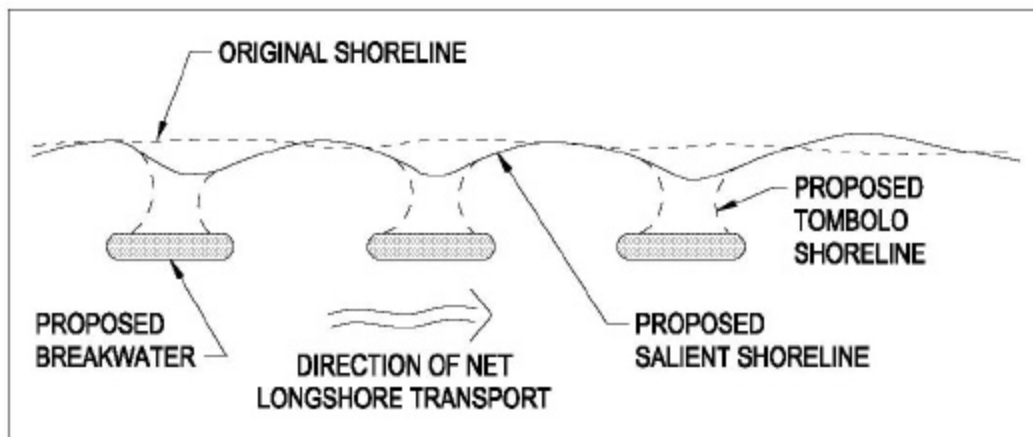 ORIGINAL SHORELINE
PROPOSED
TOMBOLO
SHORELINE
PROPOSED
BREAKWATER
DIRECTION OF NET
LONGSHORE TRANSPORT
PROPOSED
SALIENT SHORELINE